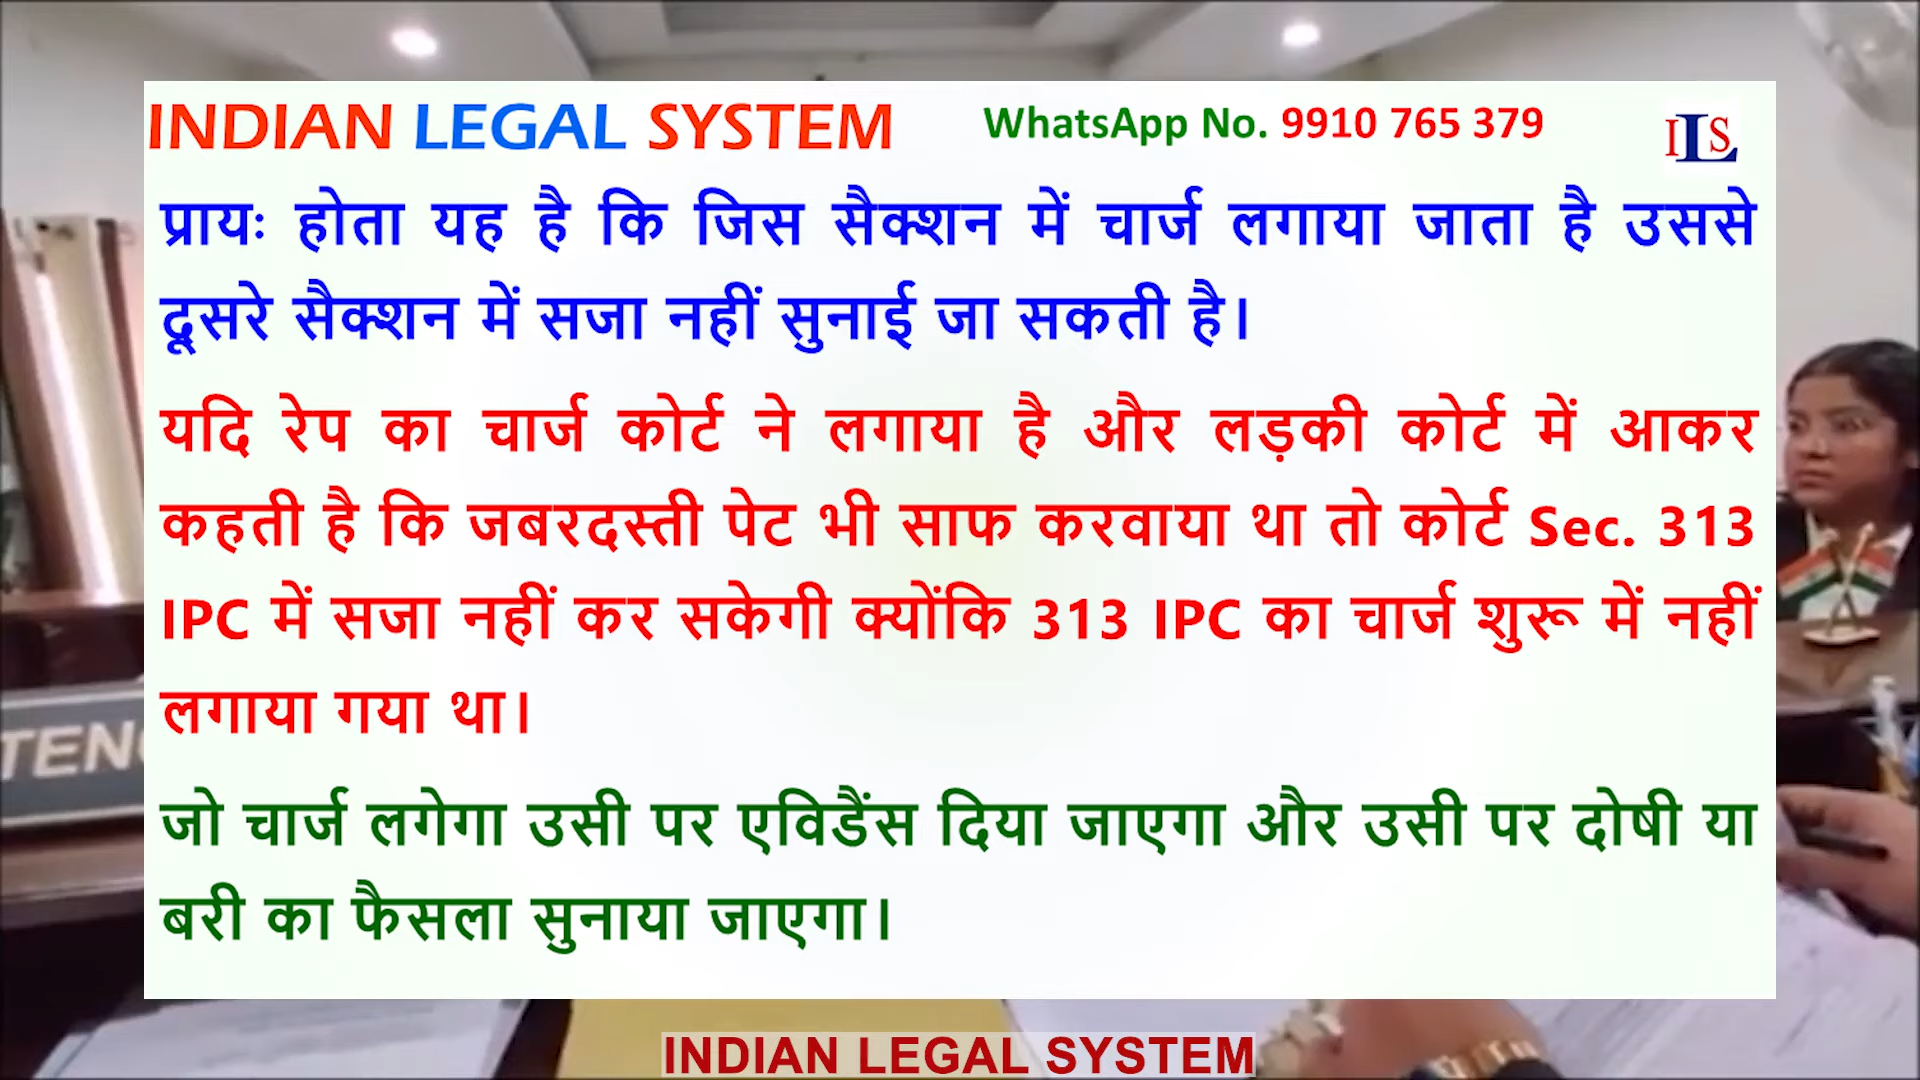 INDIAN LEGAL SYSTEM WhatsApp No. 9910 765 379 ILS
प्रायः होता यह है कि जिस सैक्शन में चार्ज लगाया जाता है उससे
दूसरे सैक्शन में सजा नहीं सुनाई जा सकती है।
यदि रेप का चार्ज कोर्ट ने लगाया है और लड़की कोर्ट में आकर
कहती है कि जबरदस्ती पेट भी साफ करवाया था तो कोर्ट Sec. 313
IPC में सजा नहीं कर सकेगी क्योंकि 313 IPC का चार्ज शुरू में नहीं
लगाया गया था।
TEN
जो चार्ज लगेगा उसी पर एविडैंस दिया जाएगा और उसी पर दोषी या
बरी का फैसला सुनाया जाएगा।
INDIAN LEGAL SYSTEM